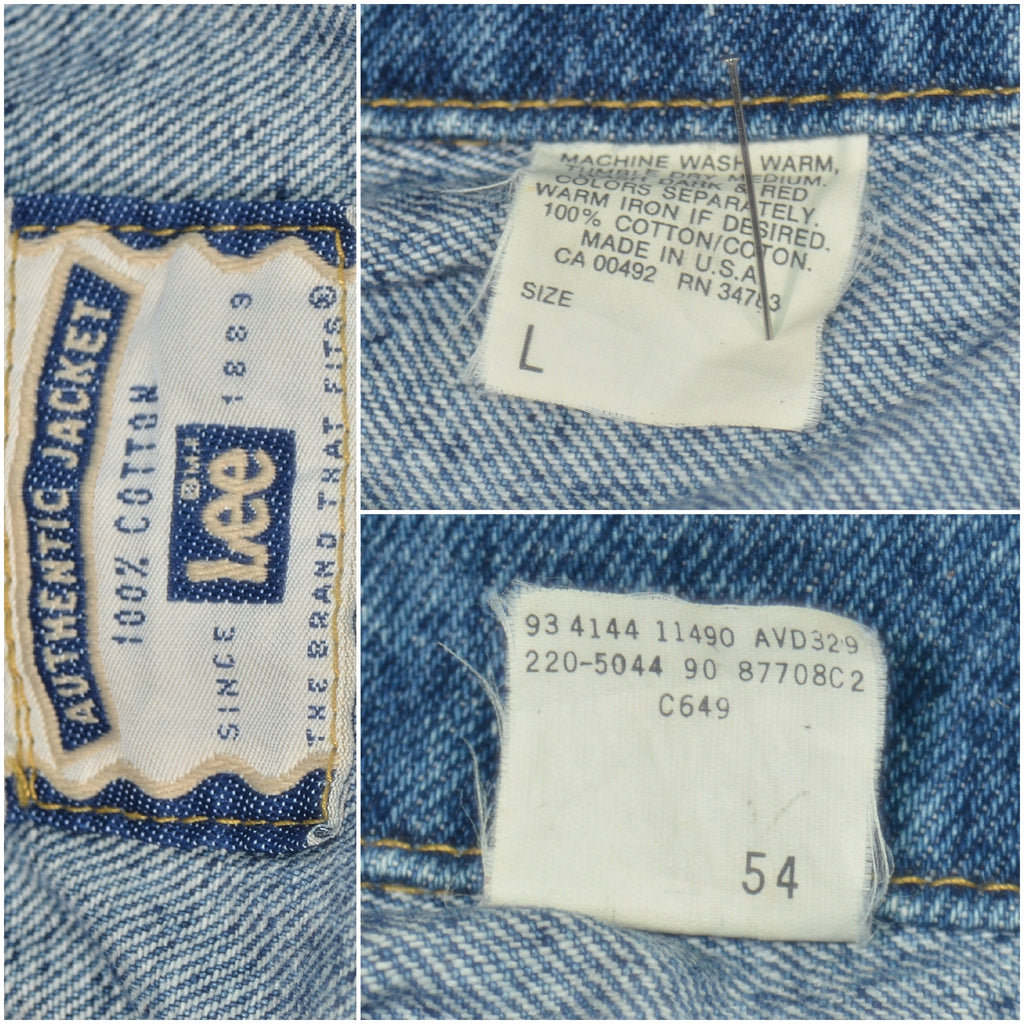 AUTHENTIC JACKET
100% COTTON
SINCE 1889
® M.R.
Lee
THE BRAND THAT FITS®
MACHINE WASH WARM,
TUMBLE DRY MEDIUM.
DARK & RED
COLORS SEPARATELY.
WARM IRON IF DESIRED.
100% COTTON/COTON.
MADE IN U.S.A.
CA 00492 RN 34783
SIZE
L
93 4144 11490 AVD329
220-5044 90 87708C2
C649
54